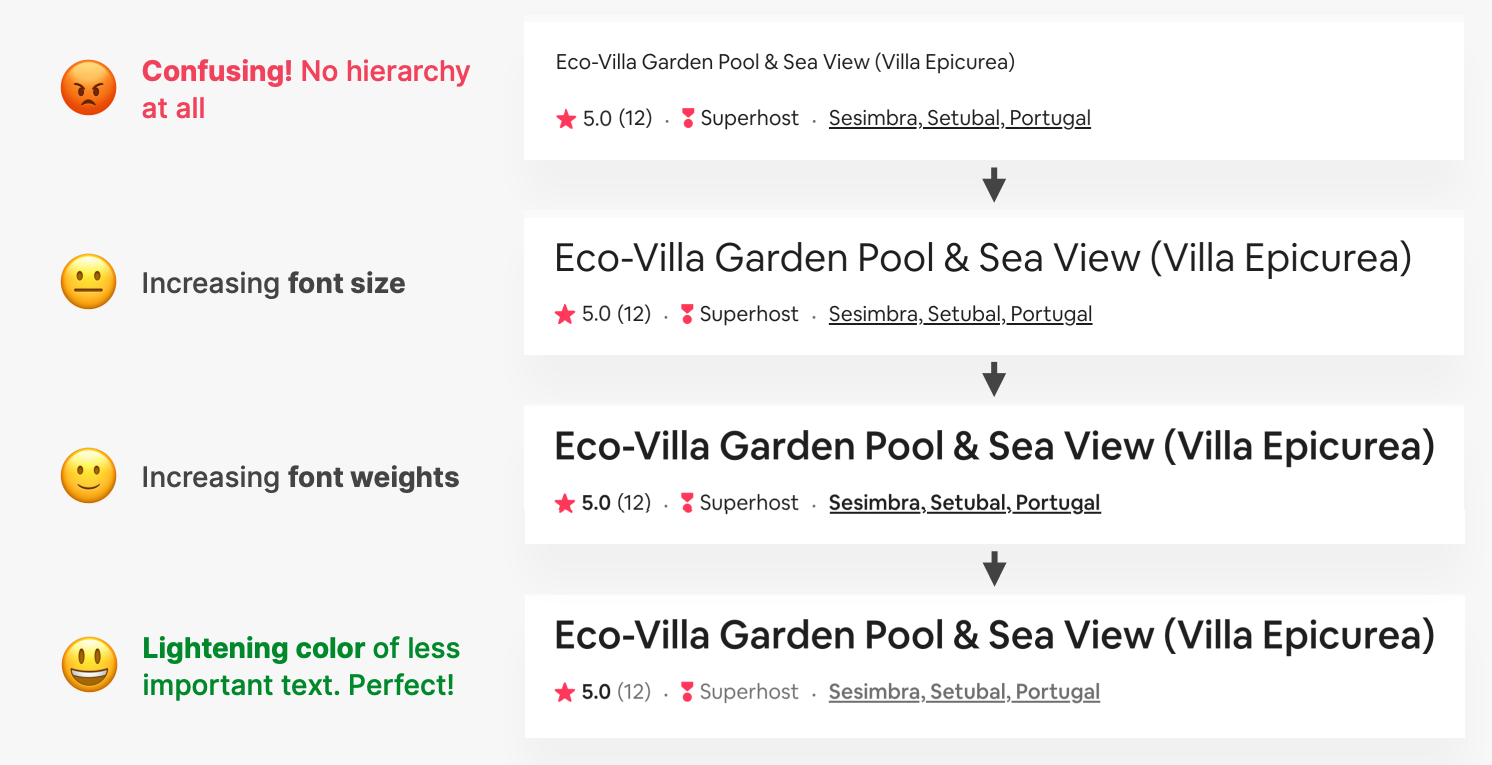 Confusing! No hierarchy
at all
Eco-Villa Garden Pool & Sea View (Villa Epicurea)
5.0 (12) · Superhost · Sesimbra, Setubal, Portugal
Increasing font size
Eco-Villa Garden Pool & Sea View (Villa Epicurea)
5.0 (12) · Superhost · Sesimbra, Setubal, Portugal
Increasing font weights
Eco-Villa Garden Pool & Sea View (Villa Epicurea)
5.0 (12) · Superhost · Sesimbra, Setubal, Portugal
Lightening color of less
important text. Perfect!
Eco-Villa Garden Pool & Sea View (Villa Epicurea)
5.0 (12) · Superhost · Sesimbra, Setubal, Portugal